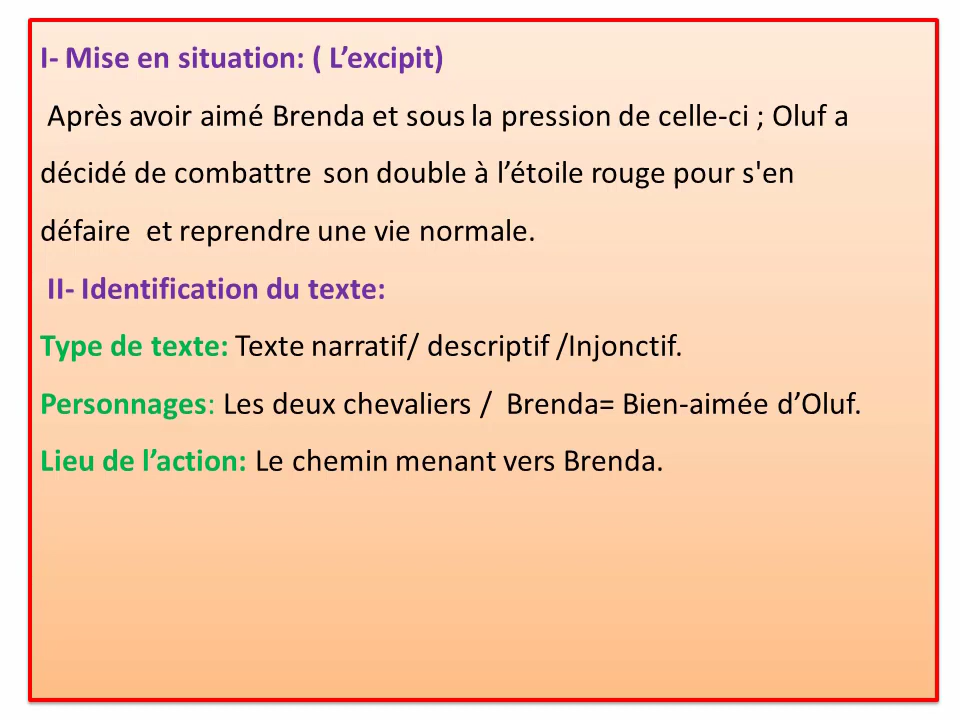 I- Mise en situation: ( L’excipit)
Après avoir aimé Brenda et sous la pression de celle-ci ; Oluf a
décidé de combattre son double à l’étoile rouge pour s'en
défaire et reprendre une vie normale.
II- Identification du texte:
Type de texte: Texte narratif/ descriptif /Injonctif.
Personnages: Les deux chevaliers / Brenda= Bien-aimée d’Oluf.
Lieu de l’action: Le chemin menant vers Brenda.